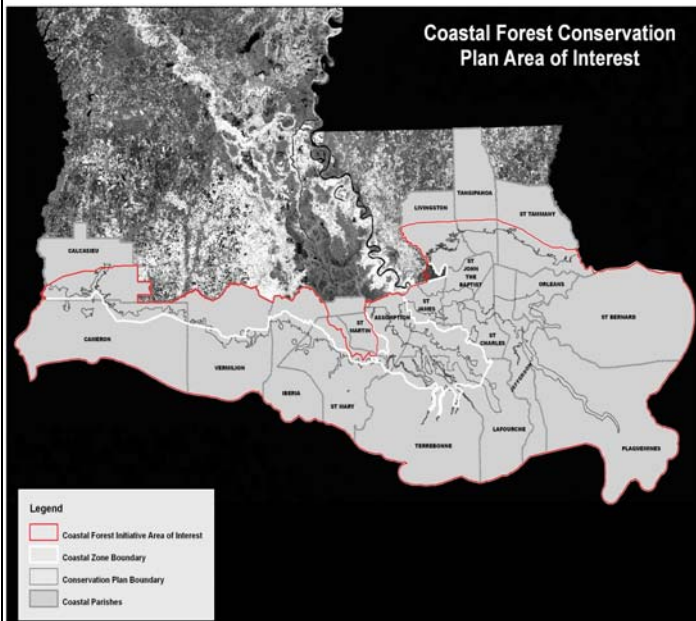 Coastal Forest Conservation
Plan Area of Interest
TANGIPAHOA
LIVINGSTON
ST TAMMANY
CALCASIEU
ST
JOHN
THE
BAPTIST
ORLEANS
ST
JAMES
ASSUMPTION
ST
MARTIN
ST BERNARD
CAMERON
ST
CHARLES
VERMILION
JEFFERSON
IBERIA
ST MARY
LAFOURCHE
TERREBONNE
PLAQUEMINES
Legend
Coastal Forest Initiative Area of Interest
Coastal Zone Boundary
Conservation Plan Boundary
Coastal Parishes